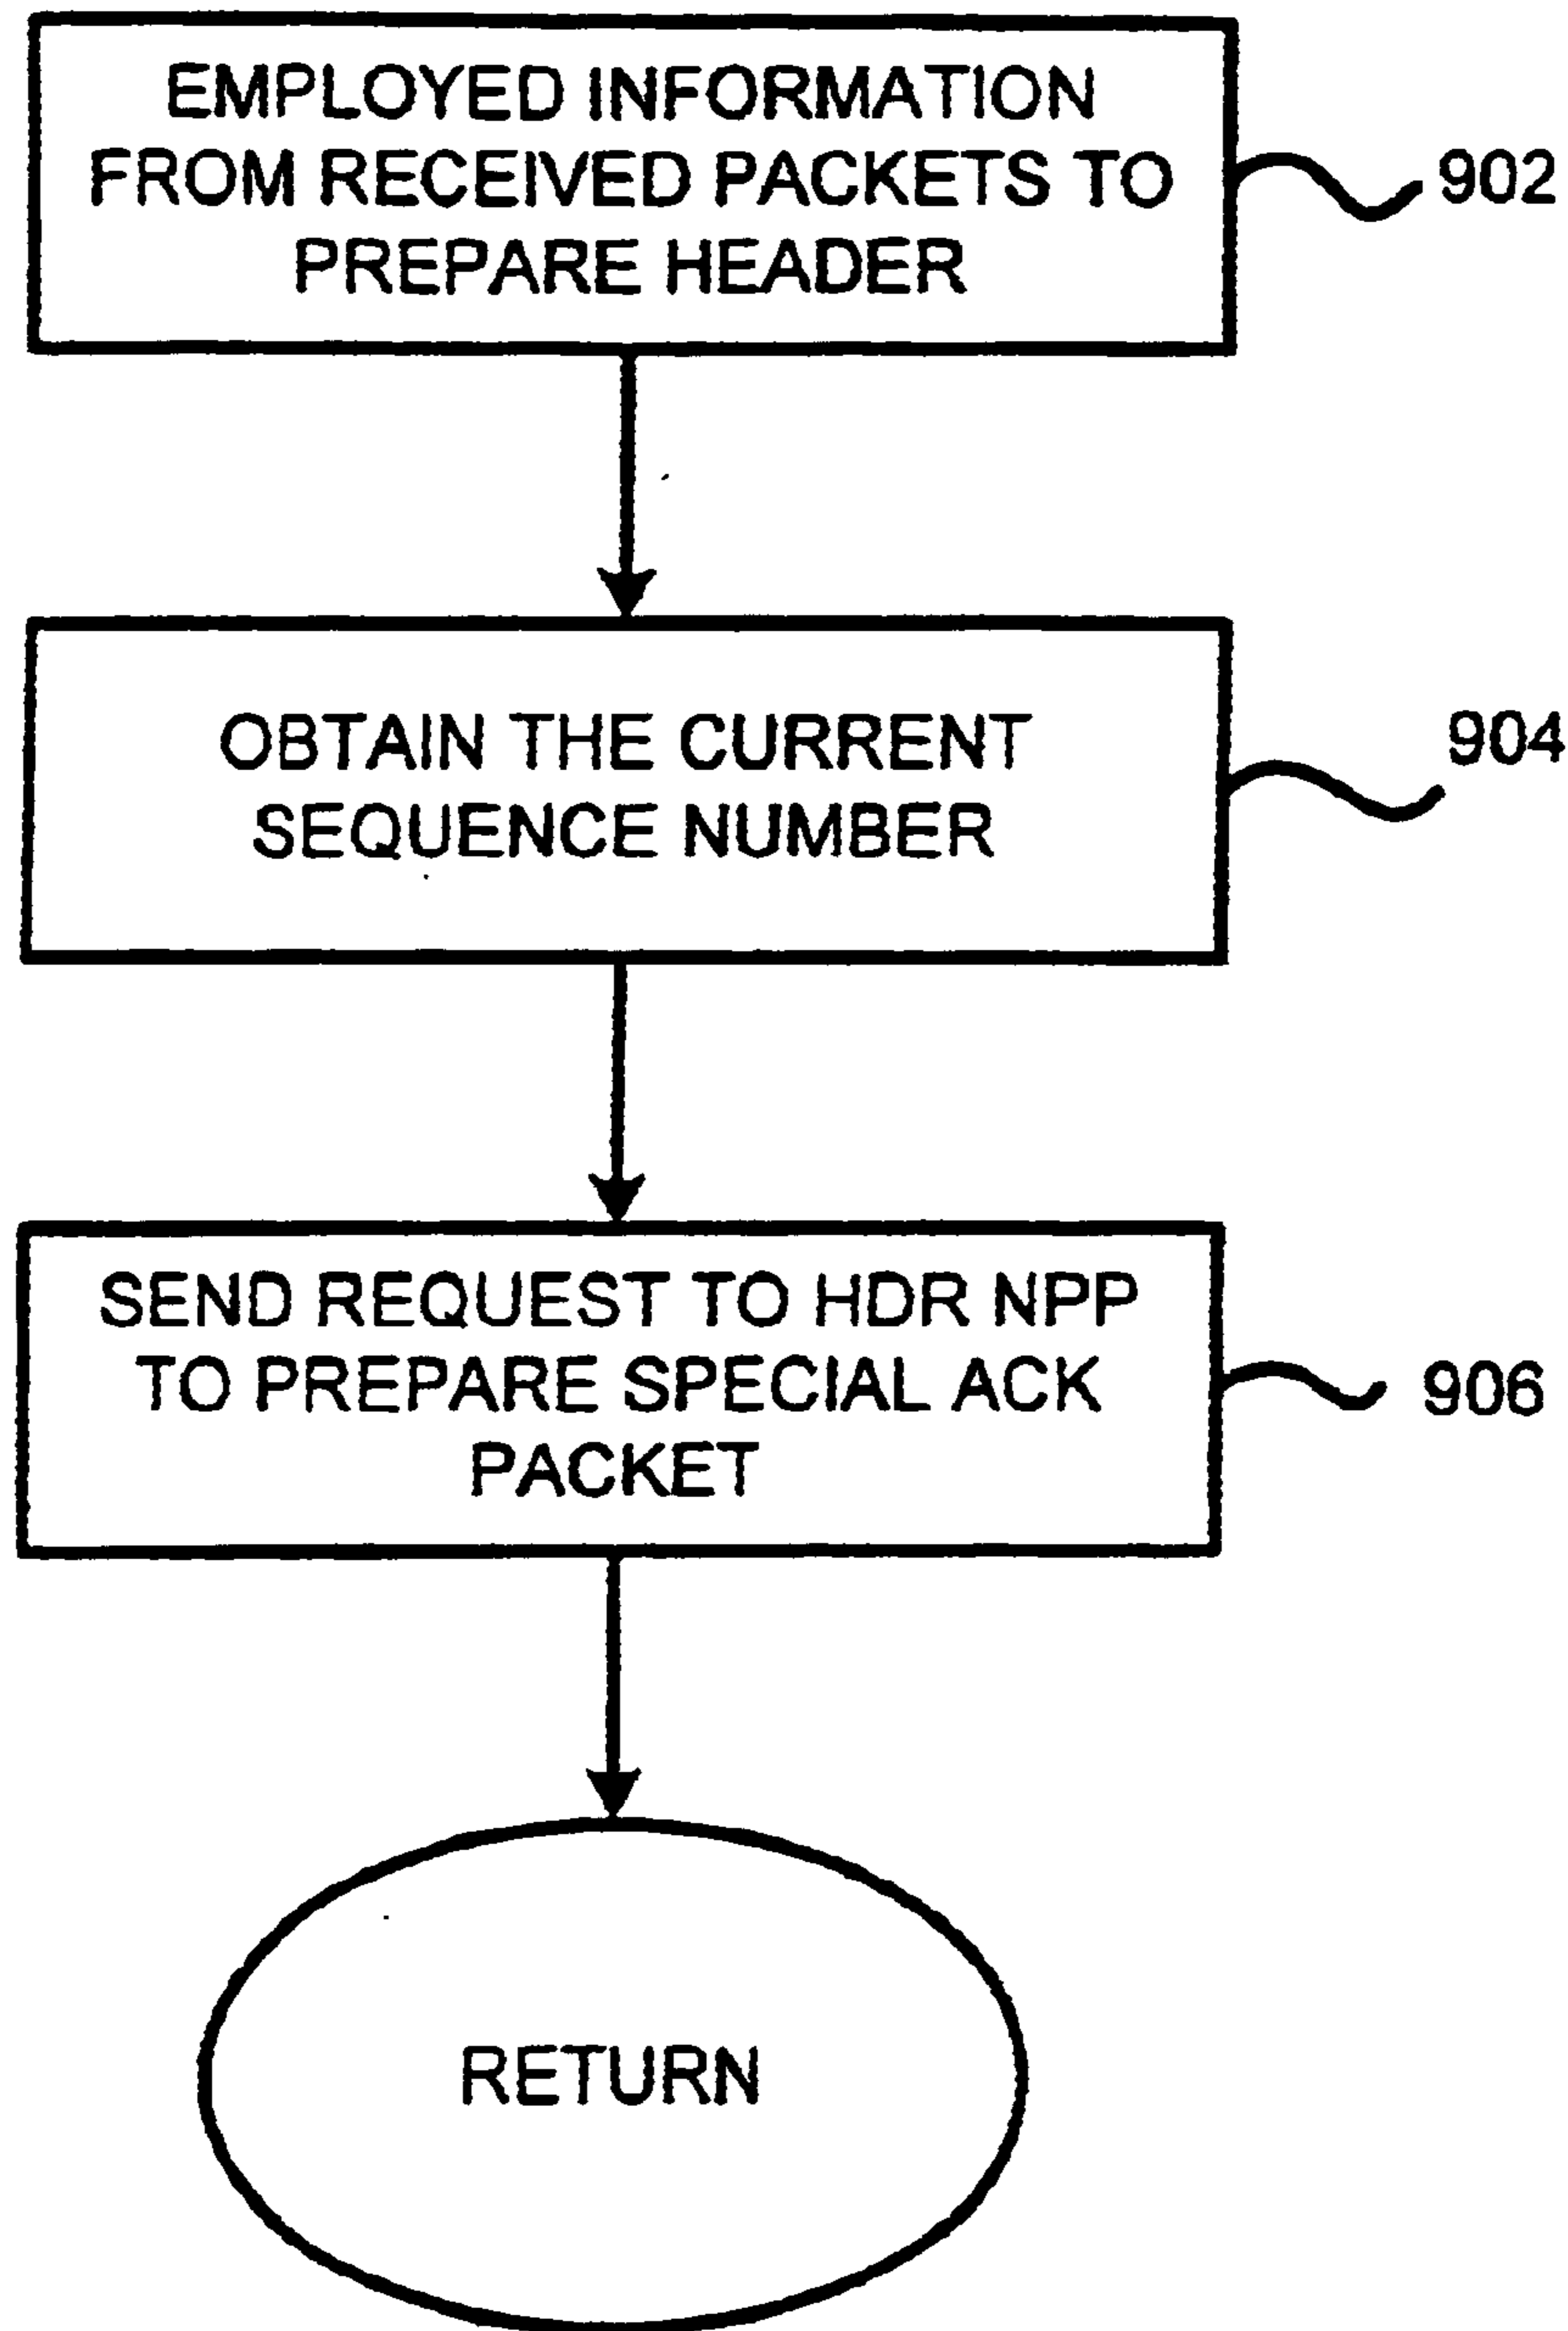 EMPLOYED INFORMATION
FROM RECEIVED PACKETS TO
PREPARE HEADER
902
OBTAIN THE CURRENT
SEQUENCE NUMBER
904
SEND REQUEST TO HDR NPP
TO PREPARE SPECIAL ACK
PACKET
906
RETURN